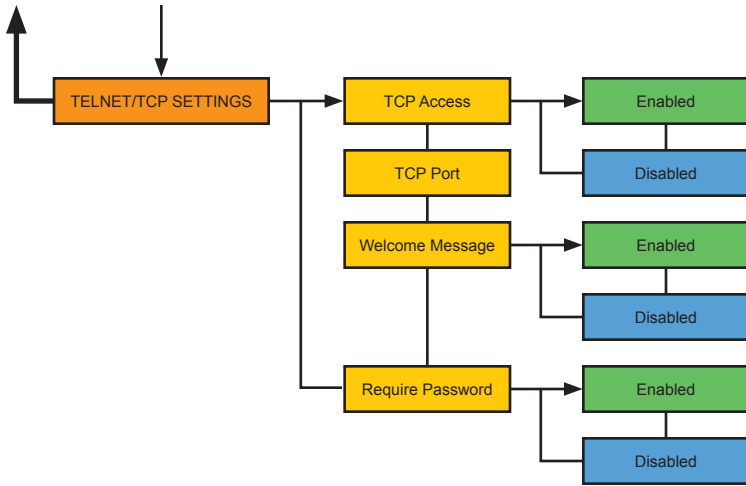 TELNET/TCP SETTINGS
TCP Access
Enabled
TCP Port
Disabled
Welcome Message
Enabled
Disabled
Require Password
Enabled
Disabled